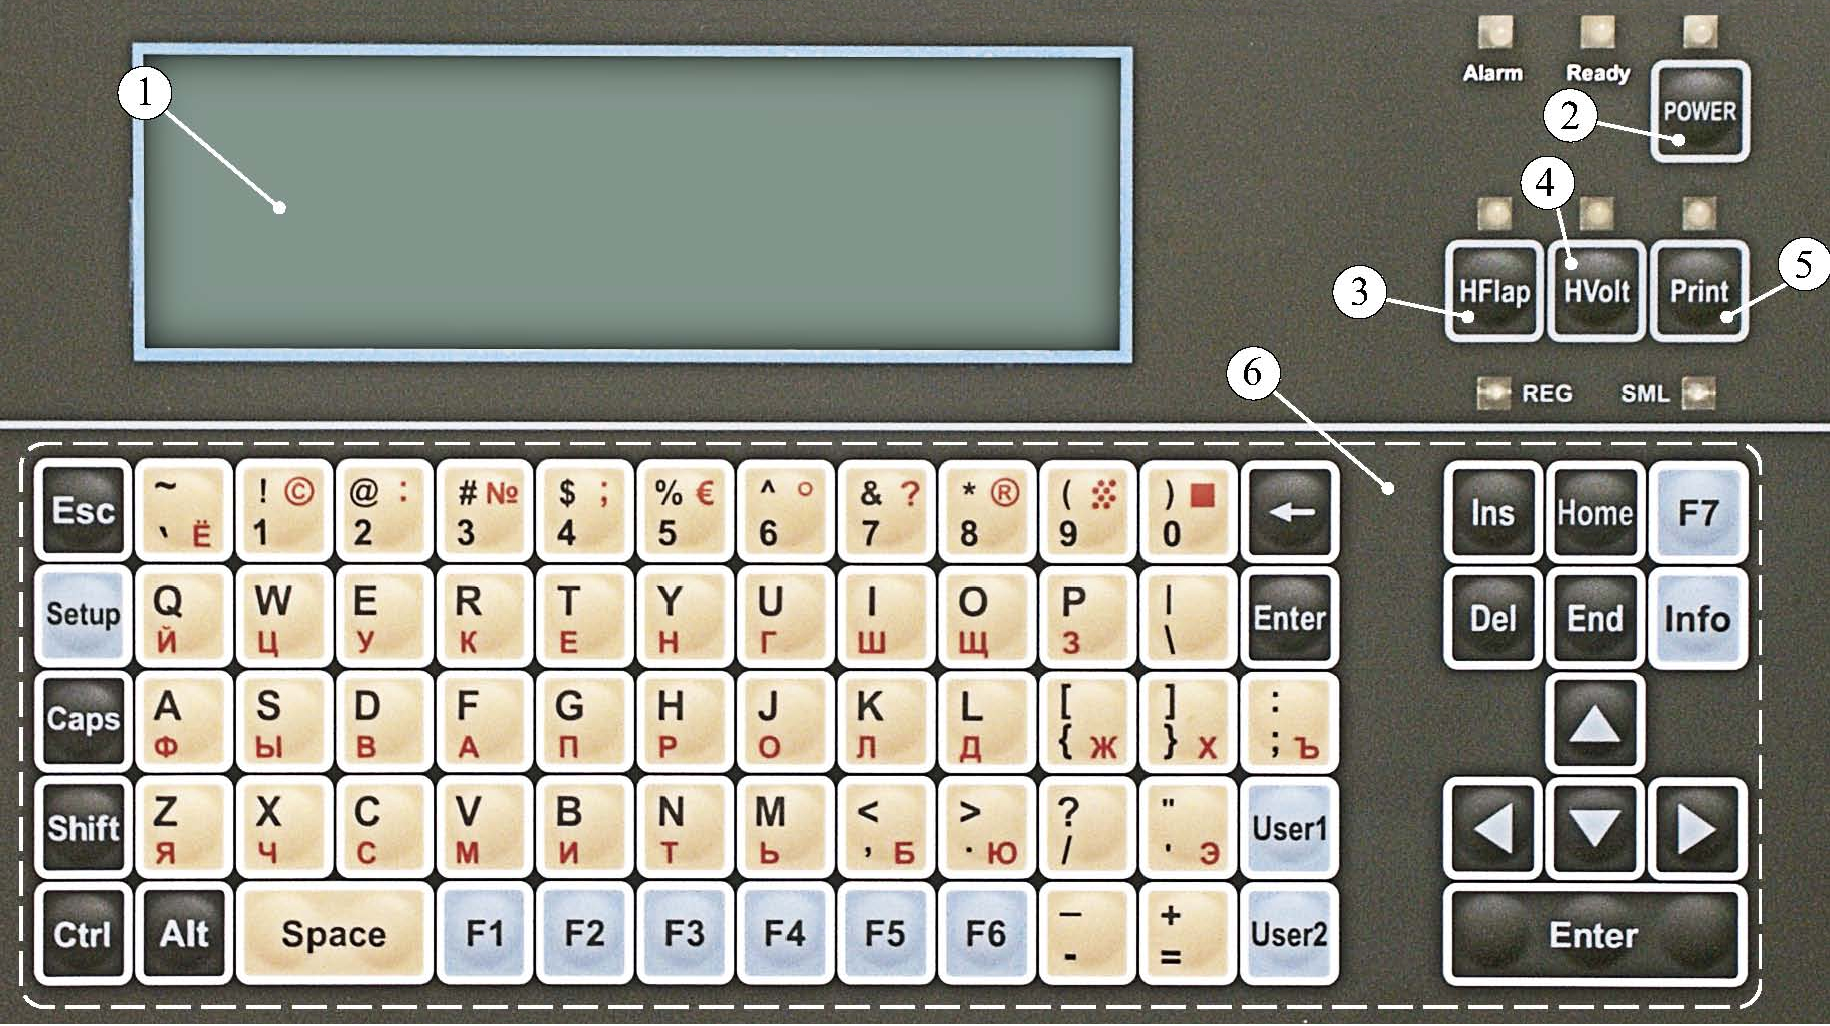 1
Alarm Ready
2 POWER
4
3 HFlap HVolt Print 5
6 REG SML
Esc ~ ` Ё ! © 1 @ : 2 # № 3 $ ; 4 % € 5 ^ ° 6 & ? 7 * ® 8 ( 9 ) ■ 0 ← Ins Home F7
Setup Q Й W Ц E У R К T Е Y Н U Г I Ш O Щ P З | \ Enter Del End Info
Caps A Ф S Ы D В F А G П H Р J О K Л L Д [ { Ж ] } Х : ; Ъ ▲
Shift Z Я X Ч C С V М B И N Т M Ь < , Б > . Ю ? / " ' Э User1 ◀ ▼ ▶
Ctrl Alt Space F1 F2 F3 F4 F5 F6 _ - + = User2 Enter